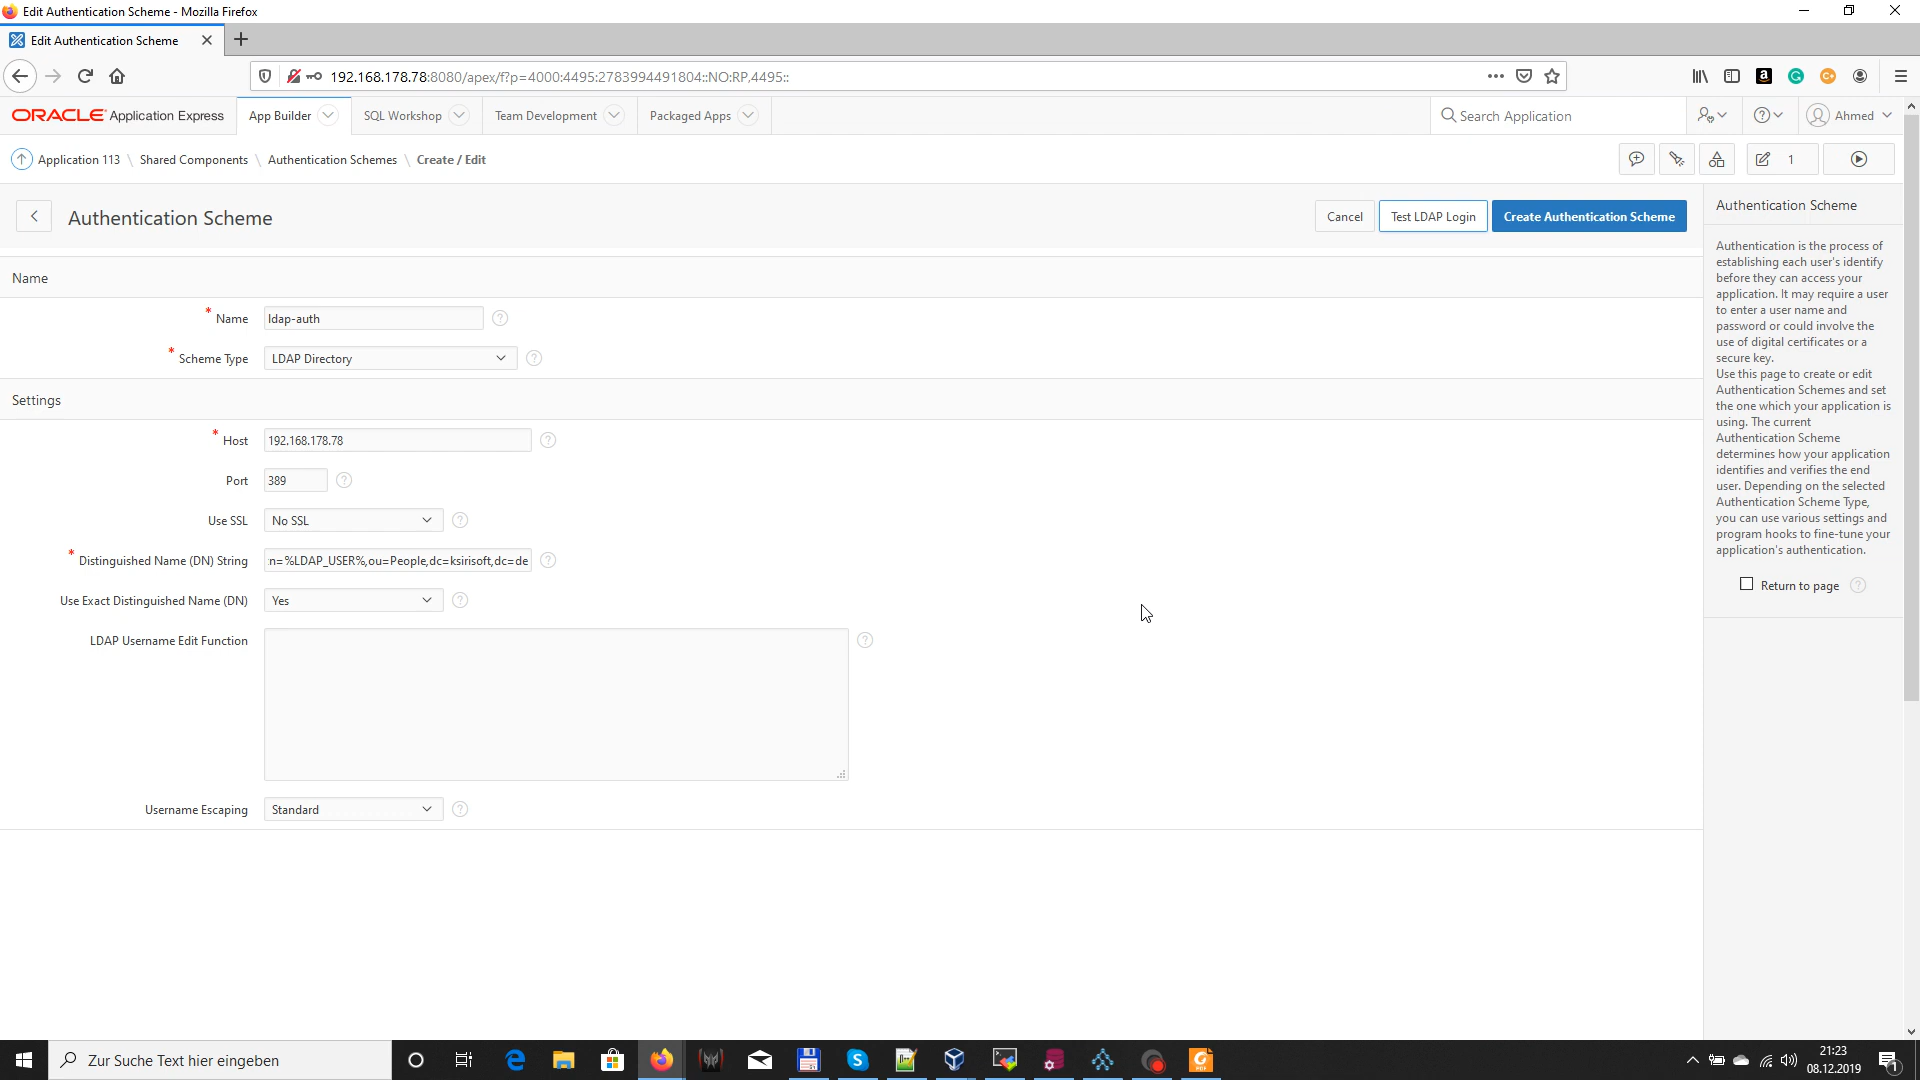 Edit Authentication Scheme - Mozilla Firefox
Edit Authentication Scheme
192.168.178.78:8080/apex/f?p=4000:4495:2783994491804::NO:RP,4495::
ORACLE Application Express
App Builder
SQL Workshop
Team Development
Packaged Apps
Search Application
Ahmed
Application 113 \ Shared Components \ Authentication Schemes \ Create / Edit
1
Authentication Scheme
Cancel
Test LDAP Login
Create Authentication Scheme
Name
* Name
ldap-auth
* Scheme Type
LDAP Directory
Settings
* Host
192.168.178.78
Port
389
Use SSL
No SSL
* Distinguished Name (DN) String
:n=%LDAP_USER%,ou=People,dc=ksirisoft,dc=de
Use Exact Distinguished Name (DN)
Yes
LDAP Username Edit Function
Username Escaping
Standard
Authentication Scheme
Authentication is the process of
establishing each user's identify
before they can access your
application. It may require a user
to enter a user name and
password or could involve the
use of digital certificates or a
secure key.
Use this page to create or edit
Authentication Schemes and set
the one which your application is
using. The current
Authentication Scheme
determines how your application
identifies and verifies the end
user. Depending on the selected
Authentication Scheme Type,
you can use various settings and
program hooks to fine-tune your
application's authentication.
Return to page
Zur Suche Text hier eingeben
21:23
08.12.2019
1